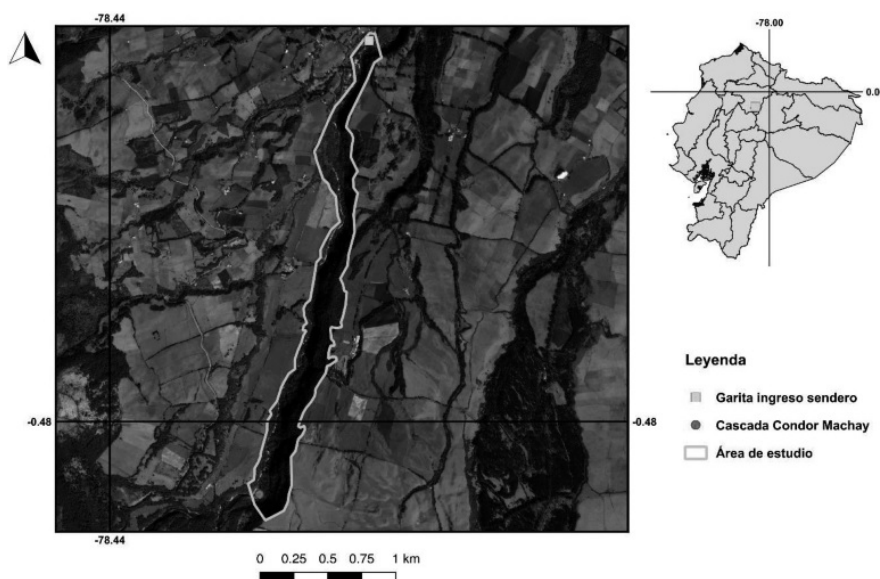 -78.44
-78.00
0.0
-0.48
-0.48
-78.44
Leyenda
Garita ingreso sendero
Cascada Condor Machay
Área de estudio
0 0.25 0.5 0.75 1 km